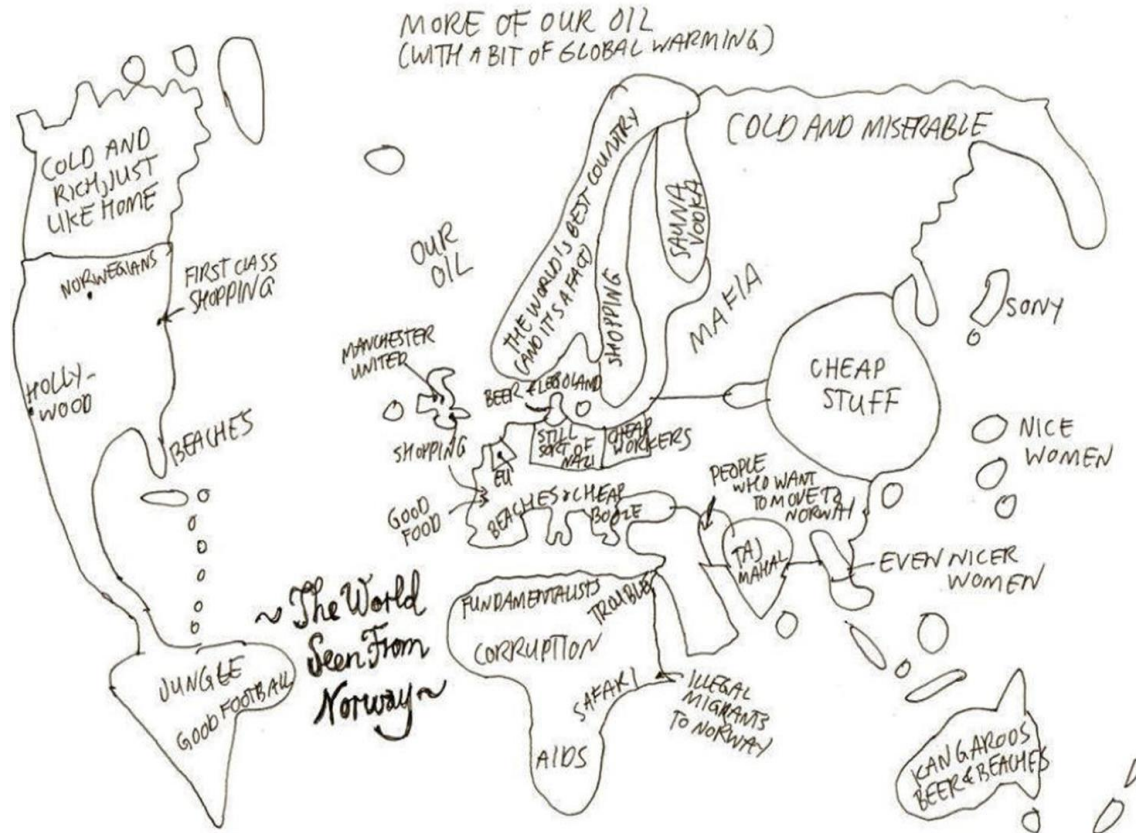 MORE OF OUR OIL
(WITH A BIT OF GLOBAL WARMING)
COLD AND
RICH, JUST
LIKE HOME
NORWEGIANS
FIRST CLASS
SHOPPING
HOLLY-
WOOD
BEACHES
JUNGLE
GOOD FOOTBALL
OUR
OIL
THE WORLD'S BEST COUNTRY
(AND IT'S A FACT)
SHOPPING
SAUNA
VODKA
COLD AND MISERABLE
MAFIA
MANCHESTER
UNITED
SHOPPING
BEER & LEGOLAND
STILL
SORT OF
NAZI
CHEAP
WORKERS
EU
GOOD
FOOD
BEACHES & CHEAP
BOOZE
CHEAP
STUFF
SONY
NICE
WOMEN
PEOPLE
WHO WANT
TO MOVE TO
NORWAY
TAJ
MAHAL
EVEN NICER
WOMEN
~ The World
Seen From
Norway ~
FUNDAMENTALISTS
TROUBLE
CORRUPTION
SAFARI
AIDS
ILLEGAL
MIGRANTS
TO NORWAY
KANGAROOS
BEER & BEACHES